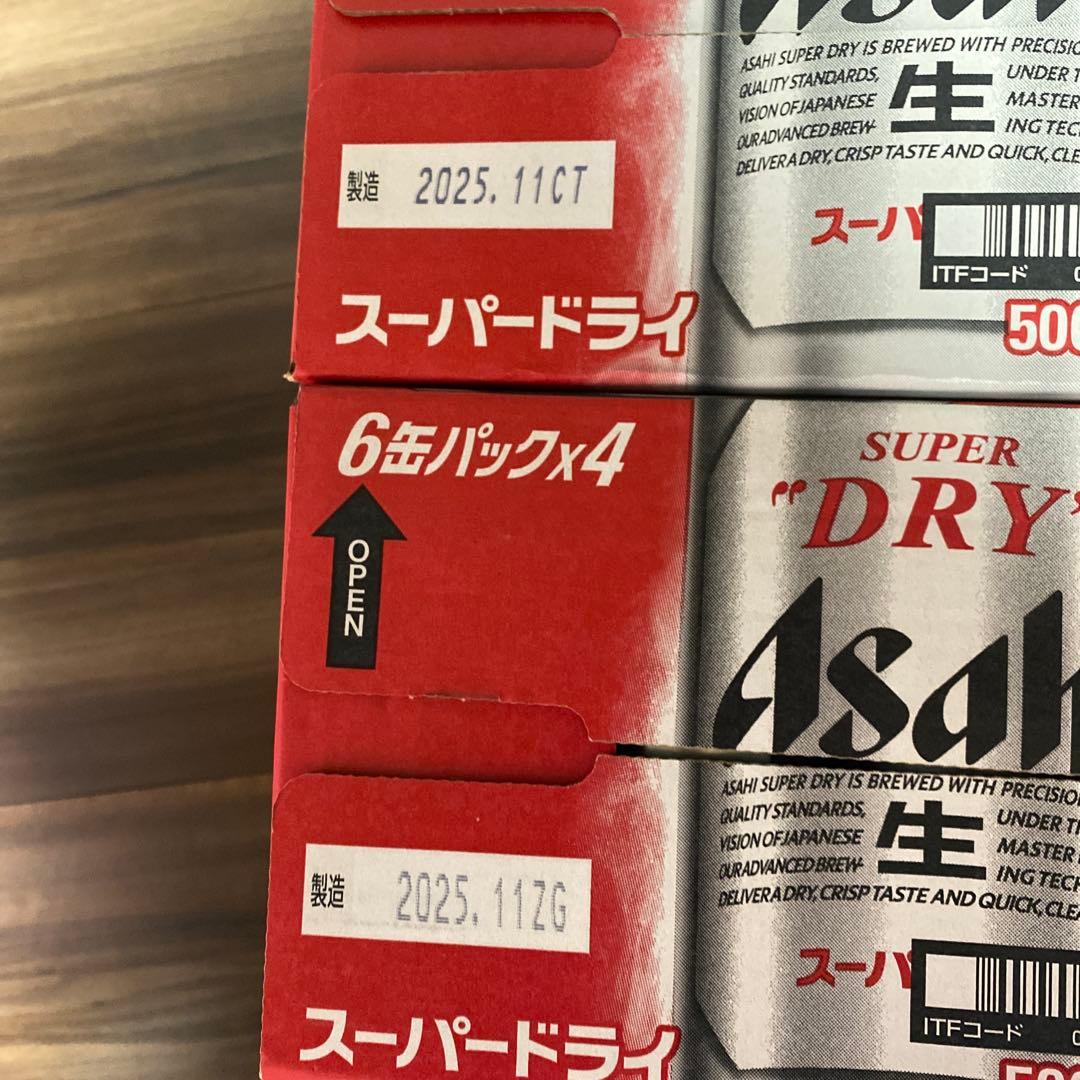 Asahi
ASAHI SUPER DRY IS BREWED WITH PRECISIO
QUALITY STANDARDS,
UNDER T
VISION OF JAPANESE
生
MASTER
OUR ADVANCED BREW-
ING TEC
DELIVER A DRY, CRISP TASTE AND QUICK, CLE
製造 2025.11CT
スーパ
ITFコード
スーパードライ
500
6缶パックx4
OPEN
SUPER
"DRY"
Asahi
ASAHI SUPER DRY IS BREWED WITH PRECISIO
QUALITY STANDARDS,
UNDER T
VISION OF JAPANESE
生
MASTER
OUR ADVANCED BREW-
ING TECH
DELIVER A DRY, CRISP TASTE AND QUICK, CLEA
製造 2025.11ZG
スーパ
ITFコード
スーパードライ